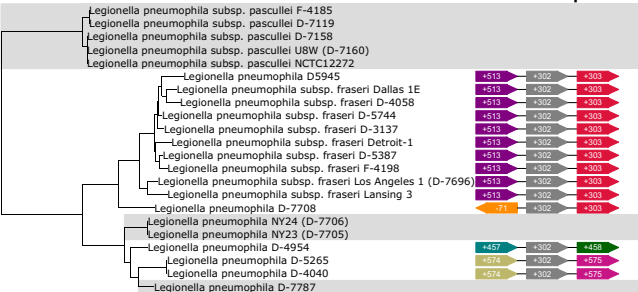 Legionella pneumophila subsp. pascullei F-4185
Legionella pneumophila subsp. pascullei D-7119
Legionella pneumophila subsp. pascullei D-7158
Legionella pneumophila subsp. pascullei U8W (D-7160)
Legionella pneumophila subsp. pascullei NCTC12272
Legionella pneumophila D5945 +513 +302 +303
Legionella pneumophila subsp. fraseri Dallas 1E +513 +302 +303
Legionella pneumophila subsp. fraseri D-4058 +513 +302 +303
Legionella pneumophila subsp. fraseri D-5744 +513 +302 +303
Legionella pneumophila subsp. fraseri D-3137 +513 +302 +303
Legionella pneumophila subsp. fraseri Detroit-1 +513 +302 +303
Legionella pneumophila subsp. fraseri D-5387 +513 +302 +303
Legionella pneumophila subsp. fraseri F-4198 +513 +302 +303
Legionella pneumophila subsp. fraseri Los Angeles 1 (D-7696) +513 +302 +303
Legionella pneumophila subsp. fraseri Lansing 3 +513 +302 +303
Legionella pneumophila D-7708 -71 +302 +303
Legionella pneumophila NY24 (D-7706)
Legionella pneumophila NY23 (D-7705)
Legionella pneumophila D-4954 +457 +302 +458
Legionella pneumophila D-5265 +574 +302 +575
Legionella pneumophila D-4040 +574 +302 +575
Legionella pneumophila D-7787